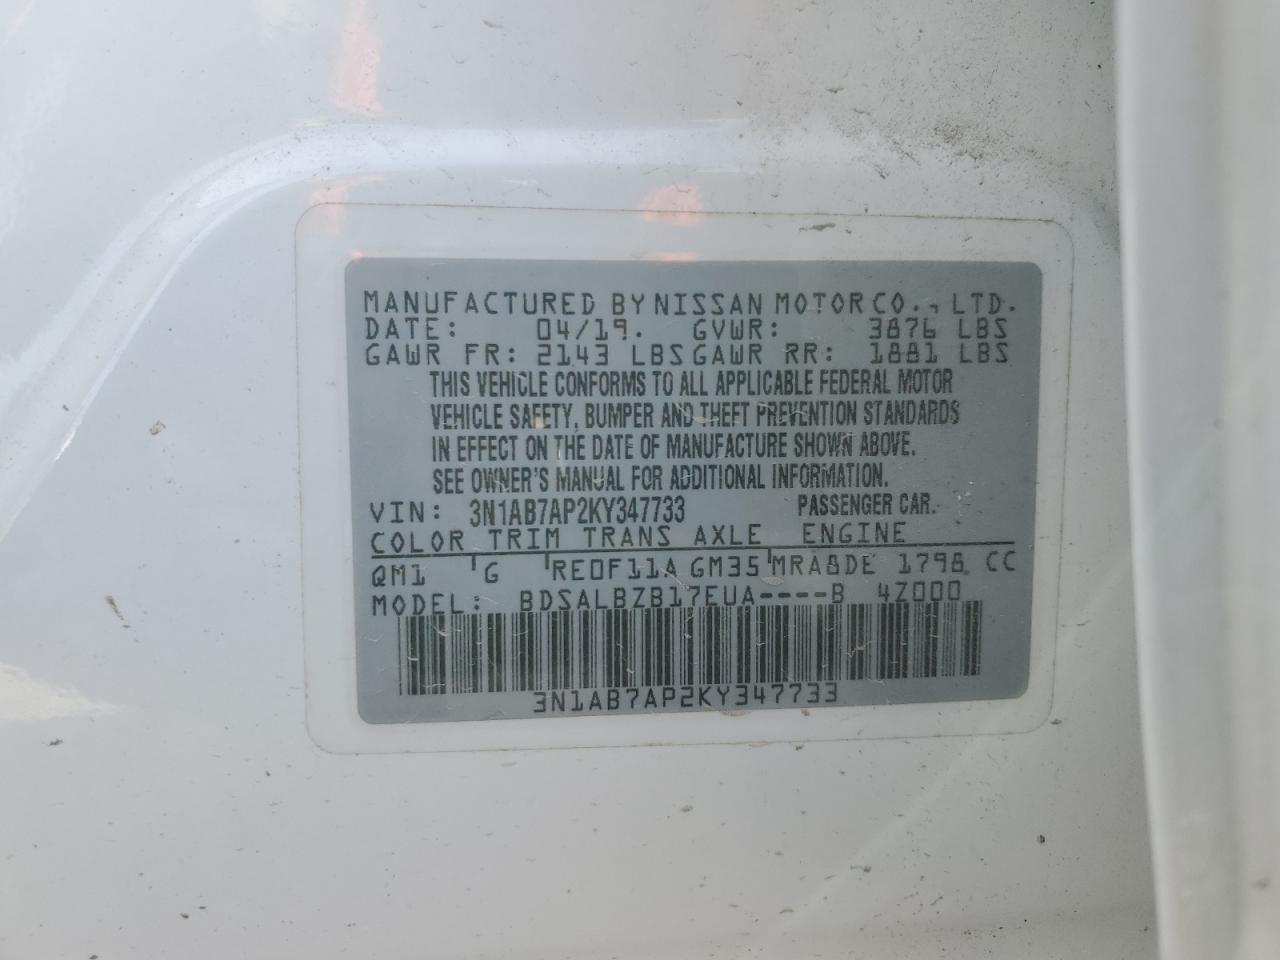 MANUFACTURED BY NISSAN MOTOR CO., LTD.
DATE: 04/19. GVWR: 3876 LBS
GAWR FR: 2143 LBS GAWR RR: 1881 LBS
THIS VEHICLE CONFORMS TO ALL APPLICABLE FEDERAL MOTOR
VEHICLE SAFETY, BUMPER AND THEFT PREVENTION STANDARDS
IN EFFECT ON THE DATE OF MANUFACTURE SHOWN ABOVE.
SEE OWNER'S MANUAL FOR ADDITIONAL INFORMATION.
VIN: 3N1AB7AP2KY347733 PASSENGER CAR.
COLOR TRIM TRANS AXLE ENGINE
QM1 G RE0F11A GM35 MRA8DE 1798 CC
MODEL: BDSALBZB17EUA----B 4Z000
3N1AB7AP2KY347733